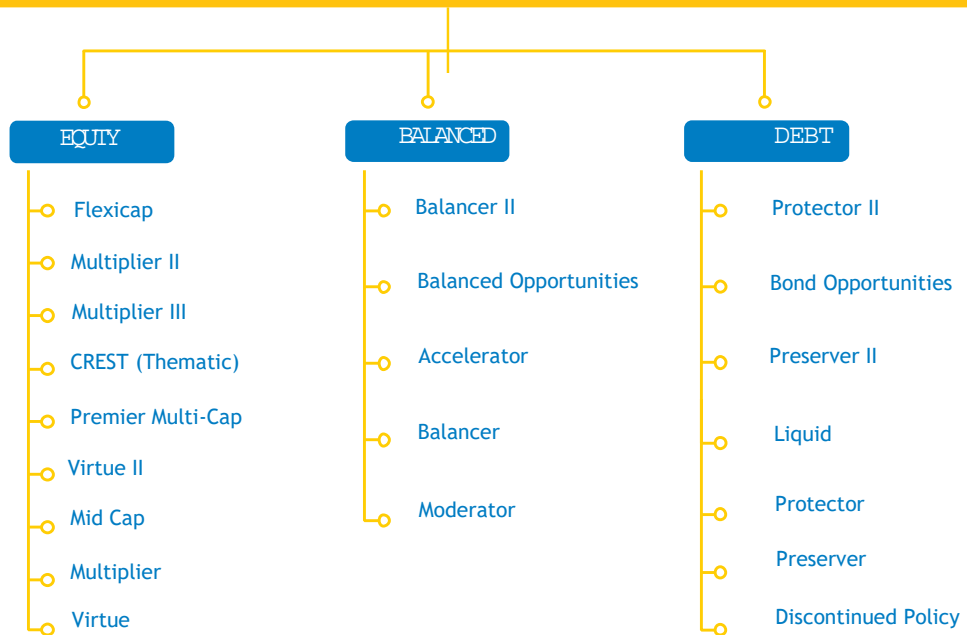 EQUITY
Flexicap
Multiplier II
Multiplier III
CREST (Thematic)
Premier Multi-Cap
Virtue II
Mid Cap
Multiplier
Virtue
BALANCED
Balancer II
Balanced Opportunities
Accelerator
Balancer
Moderator
DEBT
Protector II
Bond Opportunities
Preserver II
Liquid
Protector
Preserver
Discontinued Policy